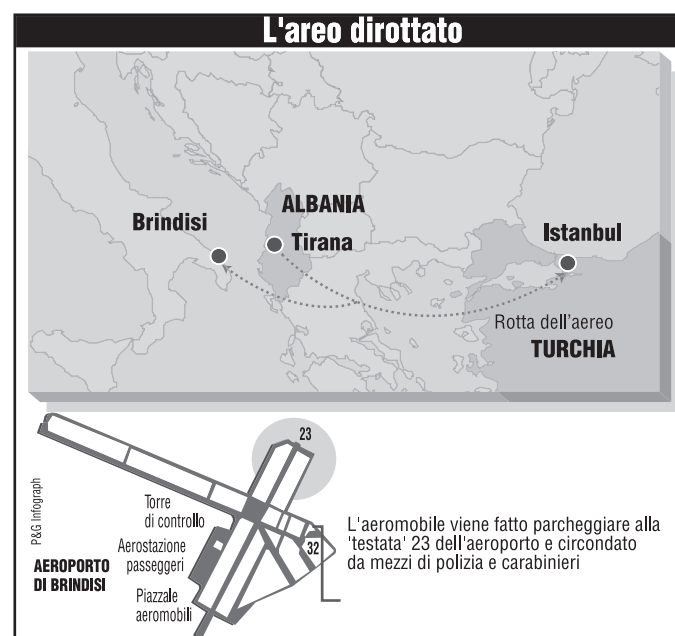 L'areo dirottato
ALBANIA
Brindisi
Tirana
Istanbul
Rotta dell'aereo
TURCHIA
23
P&G Infograph
Torre
di controllo
Aerostazione
passeggeri
32
AEROPORTO
DI BRINDISI
Piazzale
aeromobili
L'aeromobile viene fatto parcheggiare alla
'testata' 23 dell'aeroporto e circondato
da mezzi di polizia e carabinieri